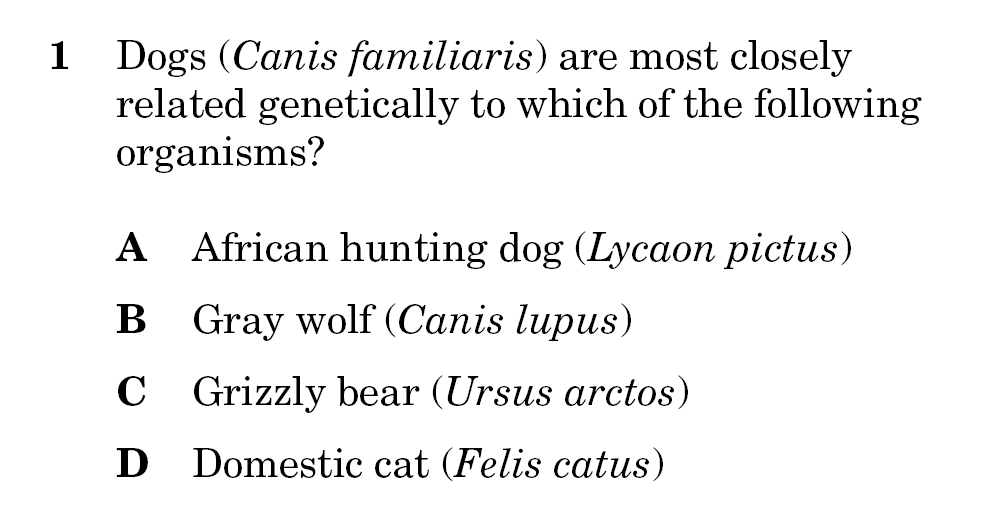 1 Dogs (Canis familiaris) are most closely
related genetically to which of the following
organisms?
A African hunting dog (Lycaon pictus)
B Gray wolf (Canis lupus)
C Grizzly bear (Ursus arctos)
D Domestic cat (Felis catus)